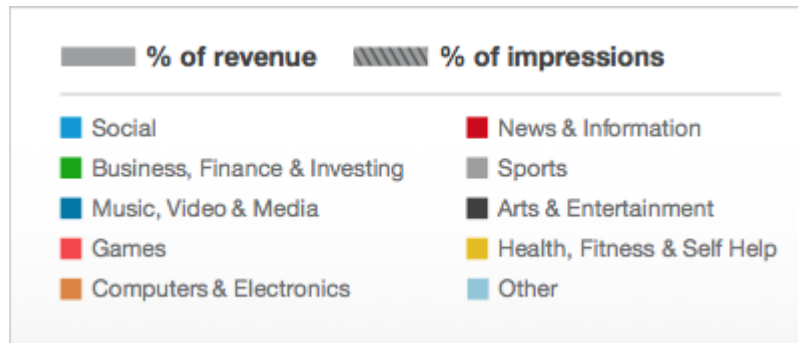 % of revenue % of impressions
Social
Business, Finance & Investing
Music, Video & Media
Games
Computers & Electronics
News & Information
Sports
Arts & Entertainment
Health, Fitness & Self Help
Other